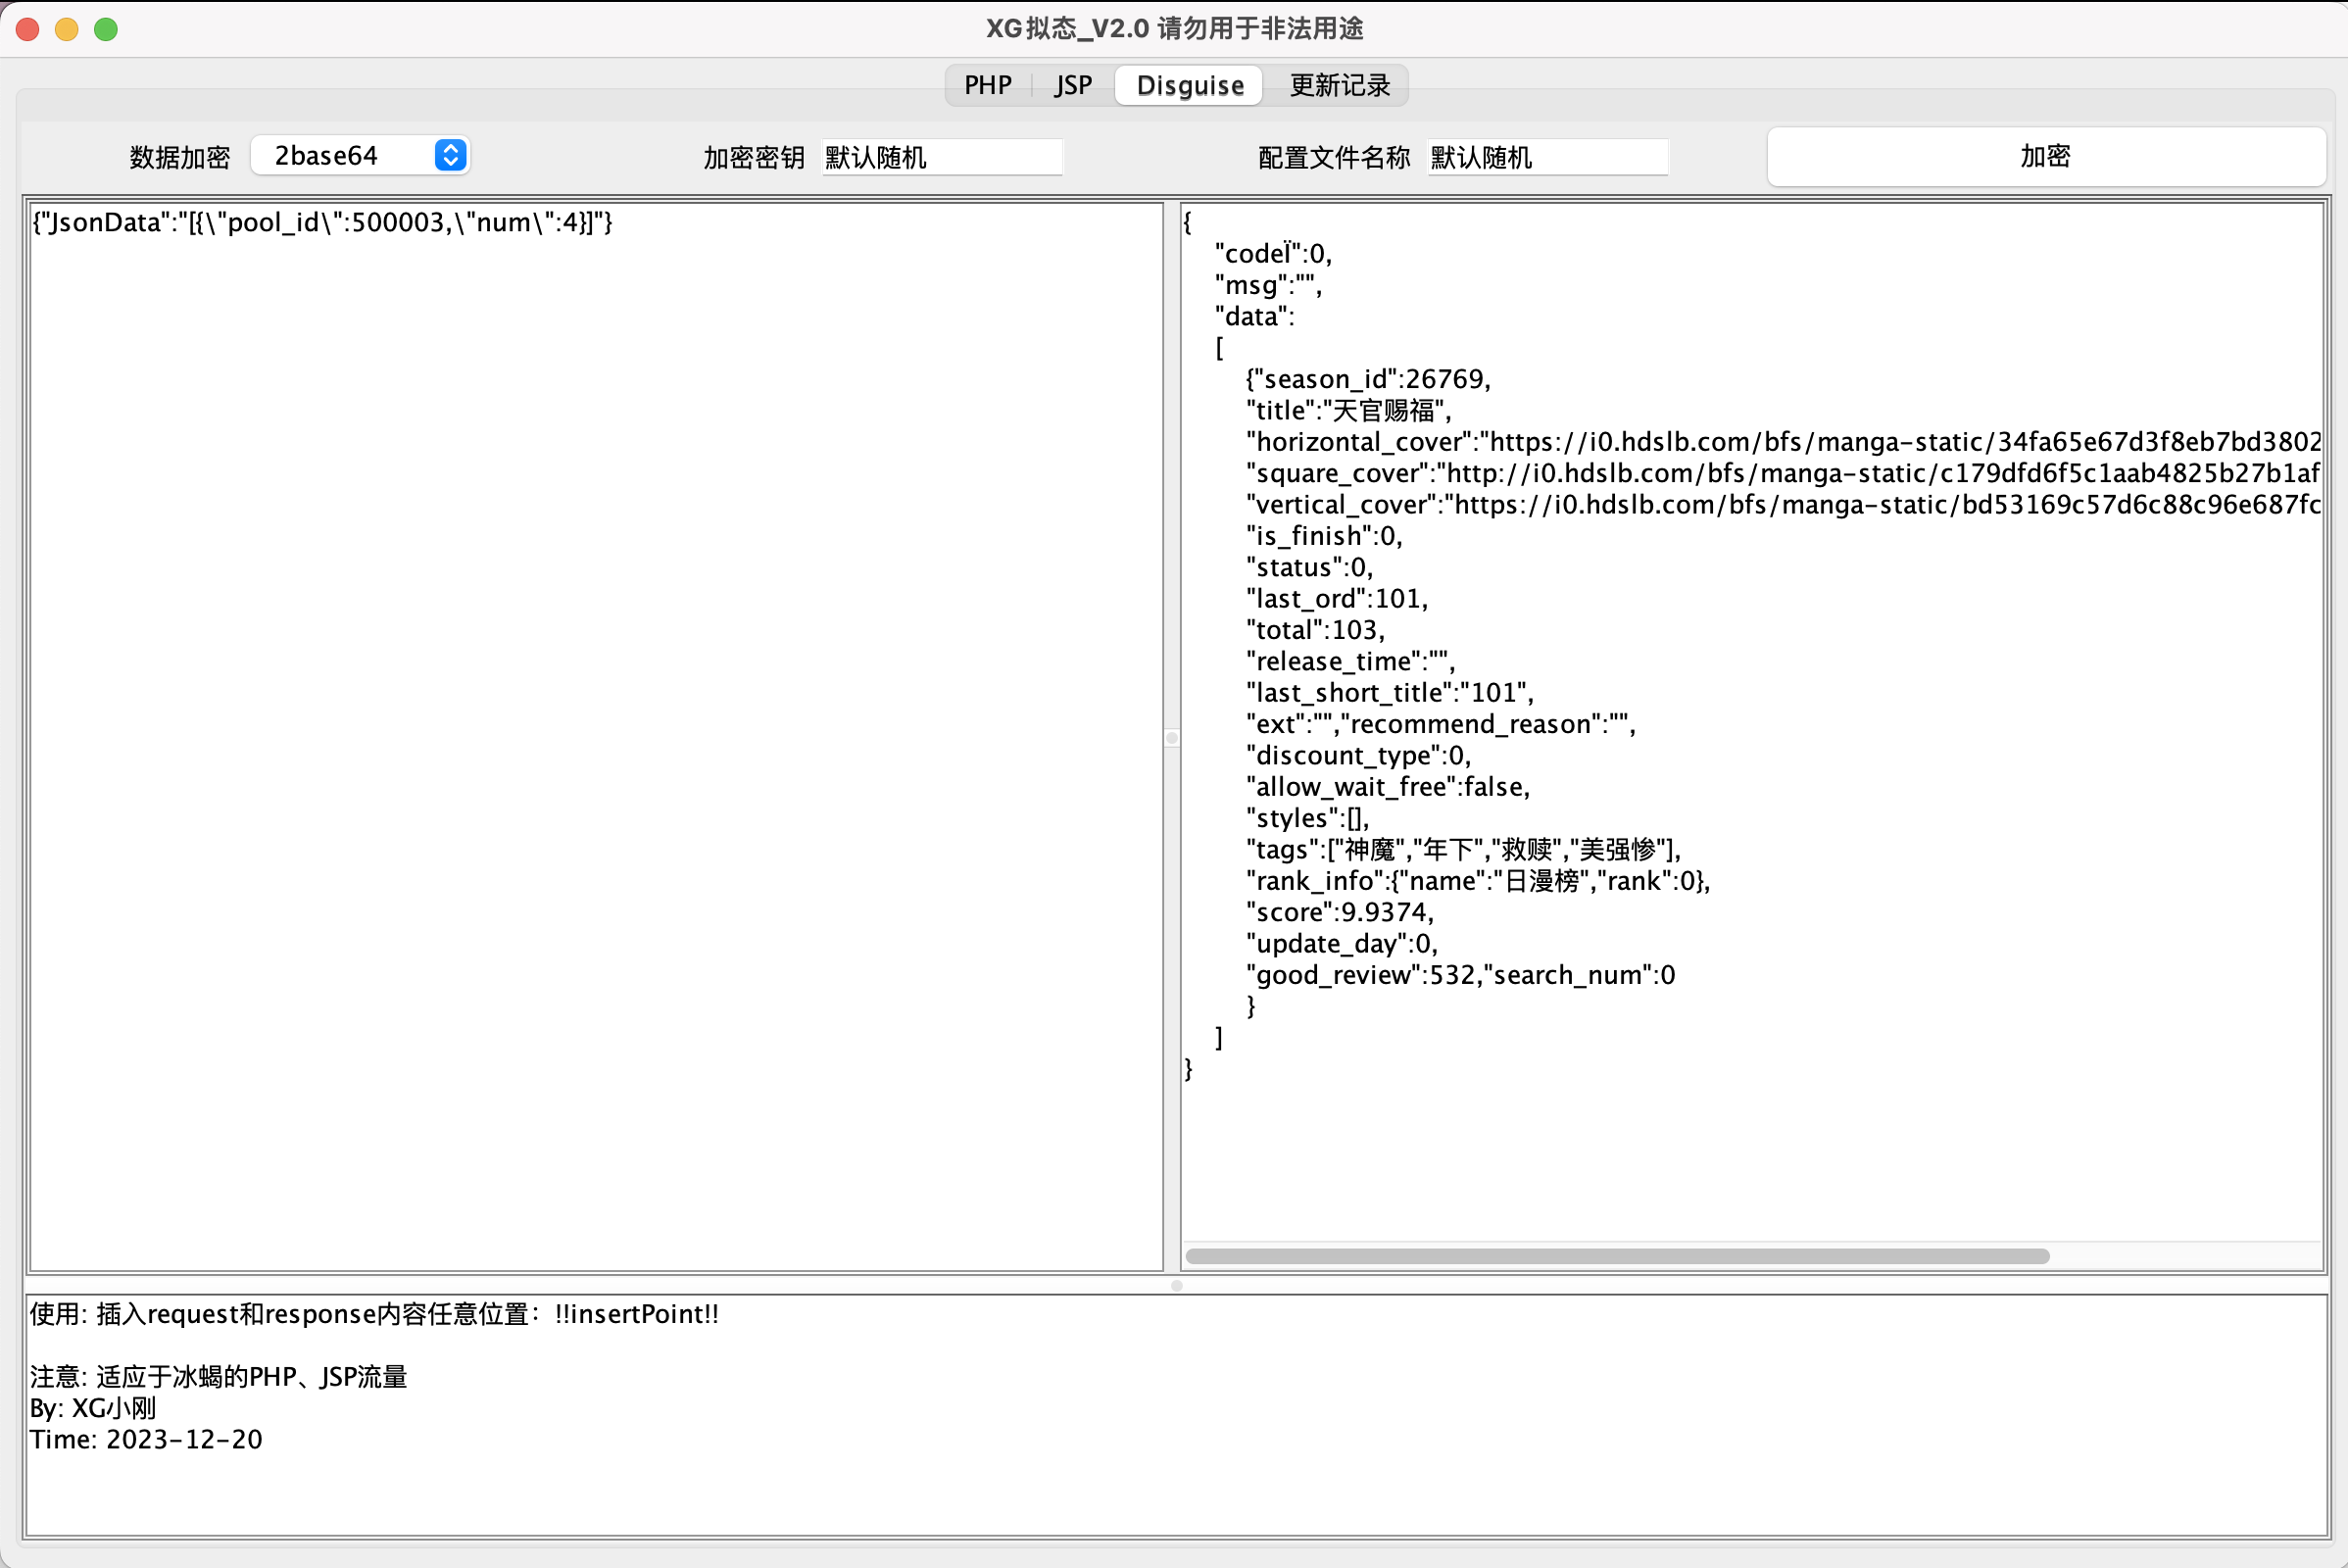 XG拟态_V2.0 请勿用于非法用途
PHP JSP Disguise 更新记录
数据加密 2base64 加密密钥 默认随机 配置文件名称 默认随机 加密
{"JsonData":"[{\"pool_id\":500003,\"num\":4}]"}
{
"codeÏ":0,
"msg":"",
"data":
[
{"season_id":26769,
"title":"天官赐福",
"horizontal_cover":"https://i0.hdslb.com/bfs/manga-static/34fa65e67d3f8eb7bd3802
"square_cover":"http://i0.hdslb.com/bfs/manga-static/c179dfd6f5c1aab4825b27b1af
"vertical_cover":"https://i0.hdslb.com/bfs/manga-static/bd53169c57d6c88c96e687fc
"is_finish":0,
"status":0,
"last_ord":101,
"total":103,
"release_time":"",
"last_short_title":"101",
"ext":"","recommend_reason":"",
"discount_type":0,
"allow_wait_free":false,
"styles":[],
"tags":["神魔","年下","救赎","美强惨"],
"rank_info":{"name":"日漫榜","rank":0},
"score":9.9374,
"update_day":0,
"good_review":532,"search_num":0
}
]
}
使用: 插入request和response内容任意位置：!!insertPoint!!
注意: 适应于冰蝎的PHP、JSP流量
By: XG小刚
Time: 2023-12-20